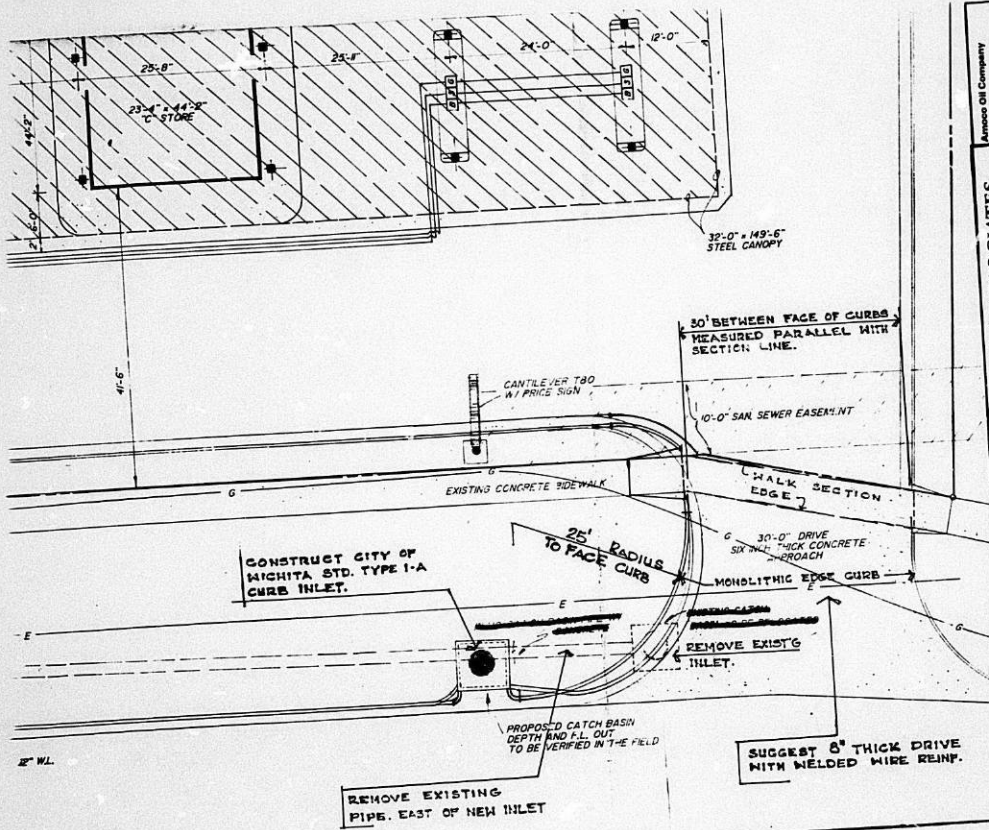 Amoco Oil Company
24'-0"
12'-0"
25'-8"
25'-8"
23'-4" x 44'-2"
"C" STORE
44'-2"
G
S
B
G
S
B
32'-0" x 149'-6"
STEEL CANOPY
30' BETWEEN FACE OF CURBS
MEASURED PARALLEL WITH
SECTION LINE.
41'-6"
CANTILEVER T80
W/ PRICE SIGN
10'-0" SAN. SEWER EASEMENT
G
G
EXISTING CONCRETE SIDEWALK
WALK SECTION
EDGE
25' RADIUS
TO FACE CURB
G
30'-0" DRIVE
SIX INCH THICK CONCRETE
APPROACH
CONSTRUCT CITY OF
WICHITA STD. TYPE 1-A
CURB INLET.
MONOLITHIC EDGE CURB
E
E
E
G
REMOVE EXIST'G
INLET.
PROPOSED CATCH BASIN
DEPTH AND F.L. OUT
TO BE VERIFIED IN THE FIELD
12" W.L.
SUGGEST 8" THICK DRIVE
WITH WELDED WIRE REINF.
REMOVE EXISTING
PIPE. EAST OF NEW INLET